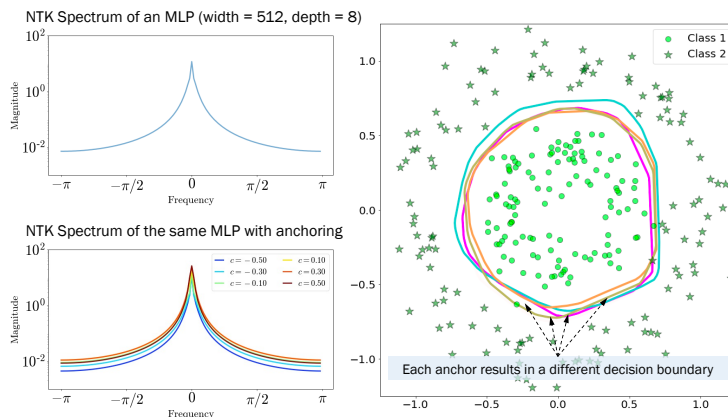 NTK Spectrum of an MLP (width = 512, depth = 8)
10^2
10^0
10^-2
Magnitude
−π
−π/2
0
π/2
π
Frequency
NTK Spectrum of the same MLP with anchoring
10^2
10^0
10^-2
Magnitude
c = −0.50
c = −0.30
c = −0.10
c = 0.10
c = 0.30
c = 0.50
−π
−π/2
0
π/2
π
Frequency
Class 1
Class 2
1.0
0.5
0.0
−0.5
−1.0
Each anchor results in a different decision boundary
−1.0
−0.5
0.0
0.5
1.0